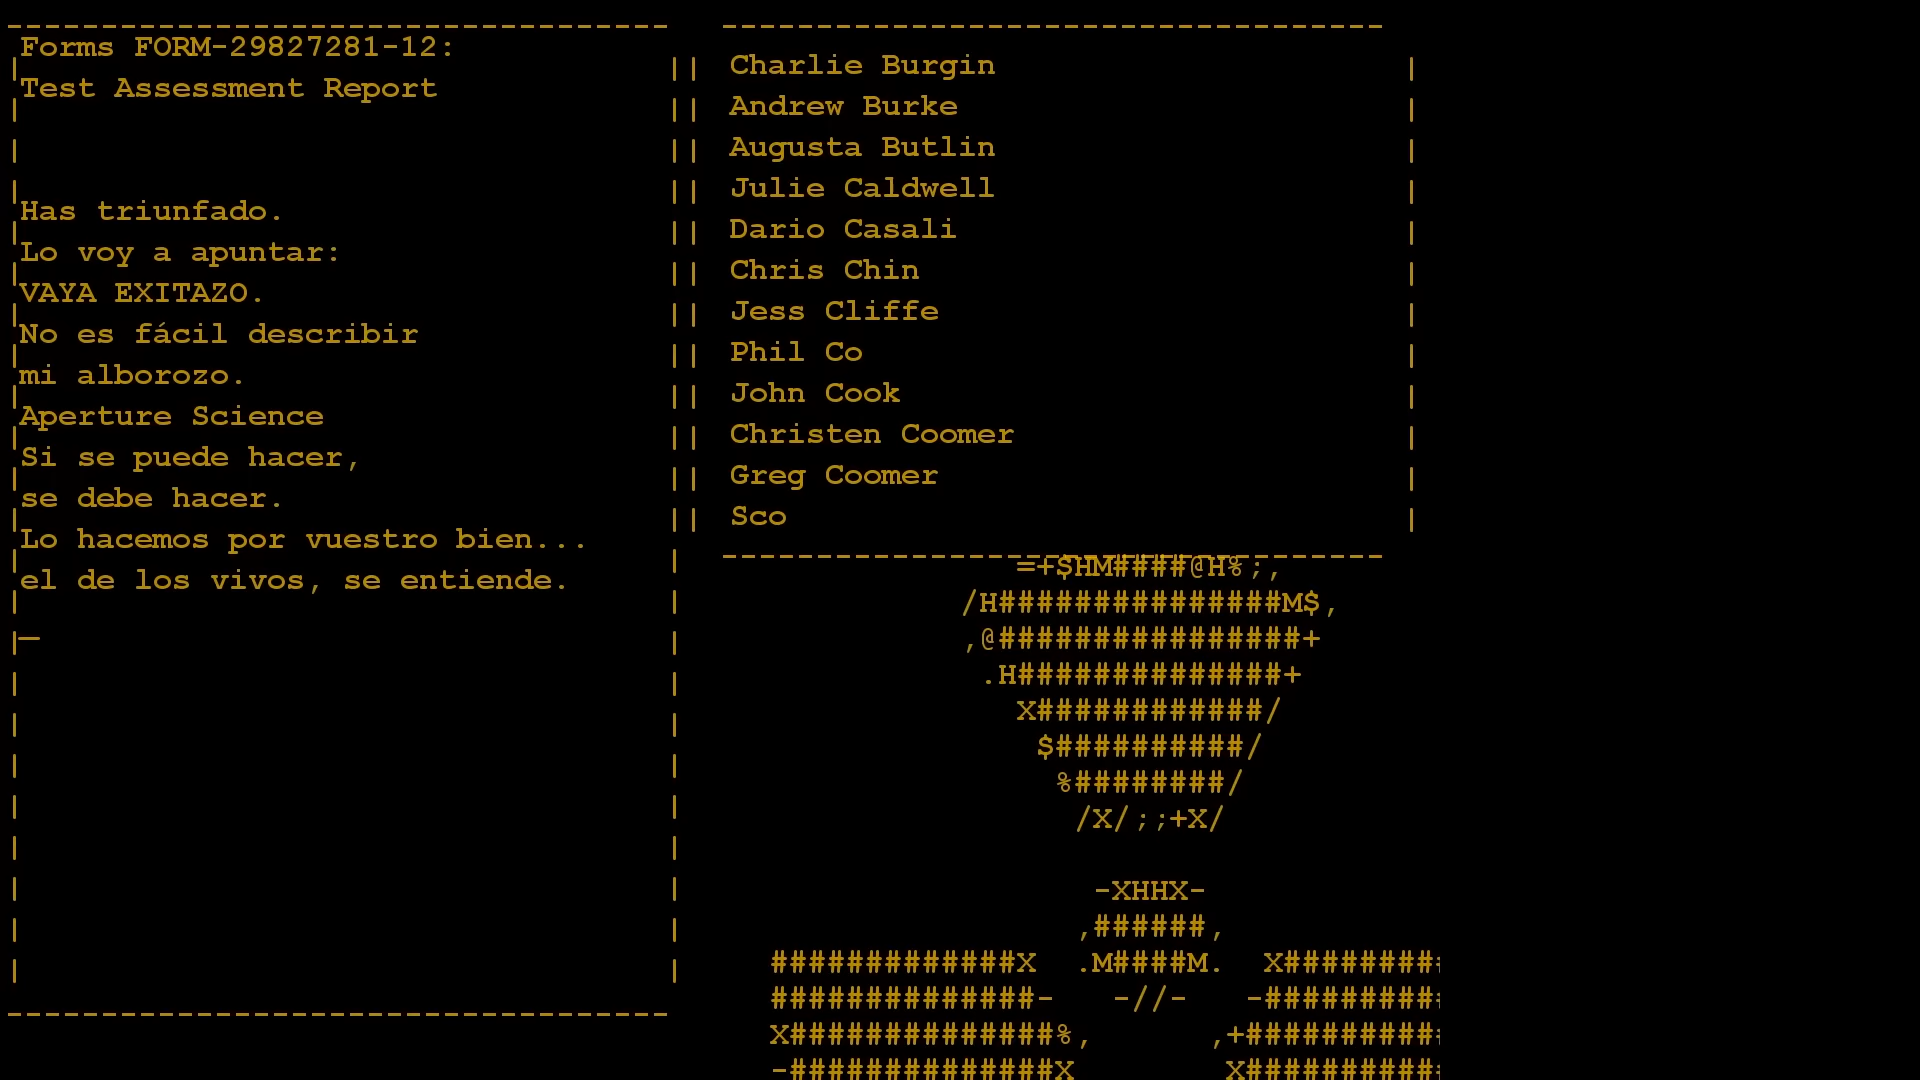 Forms FORM-29827281-12:
Test Assessment Report
Has triunfado.
Lo voy a apuntar:
VAYA EXITAZO.
No es fácil describir
mi alborozo.
Aperture Science
Si se puede hacer,
se debe hacer.
Lo hacemos por vuestro bien...
el de los vivos, se entiende.
Charlie Burgin
Andrew Burke
Augusta Butlin
Julie Caldwell
Dario Casali
Chris Chin
Jess Cliffe
Phil Co
John Cook
Christen Coomer
Greg Coomer
Sco